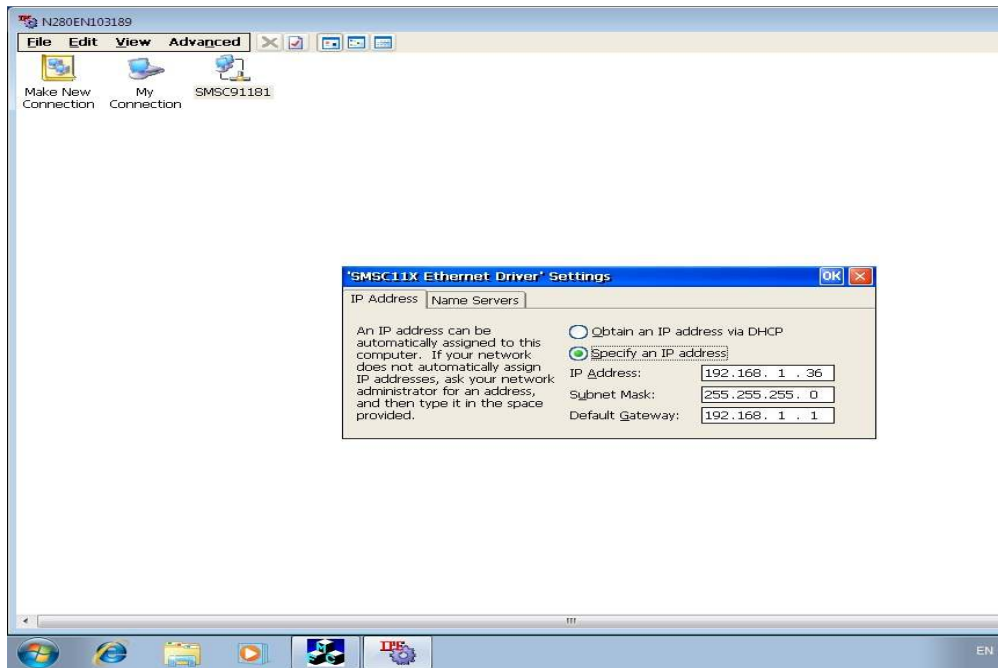 N280EN103189
File Edit View Advanced
Make New Connection
My Connection
SMSC91181
'SMSC11X Ethernet Driver' Settings OK
IP Address Name Servers
An IP address can be
automatically assigned to this
computer. If your network
does not automatically assign
IP addresses, ask your network
administrator for an address,
and then type it in the space
provided.
Obtain an IP address via DHCP
Specify an IP address
IP Address: 192.168. 1 . 36
Subnet Mask: 255.255.255. 0
Default Gateway: 192.168. 1 . 1
EN